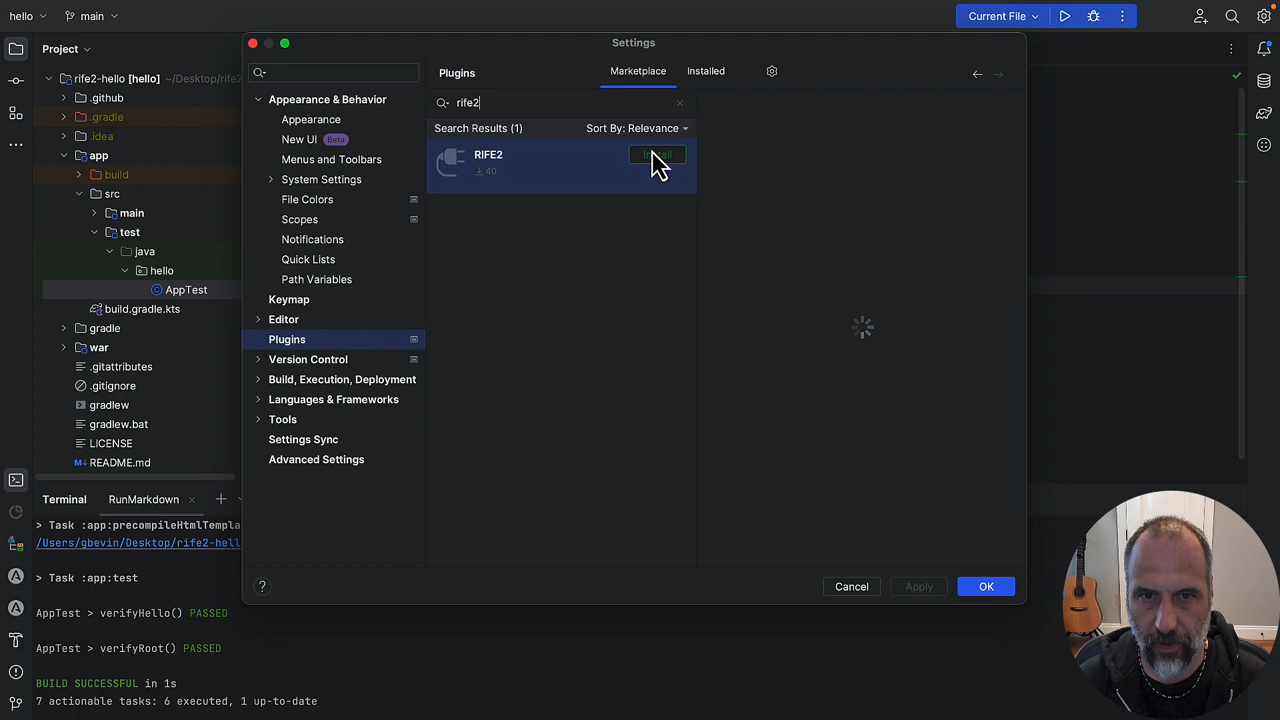 hello
main
Current File
Project
rife2-hello [hello] ~/Desktop/rife2
.github
.gradle
.idea
app
build
src
main
test
java
hello
AppTest
build.gradle.kts
gradle
war
.gitattributes
.gitignore
gradlew
gradlew.bat
LICENSE
README.md
Settings
Appearance & Behavior
Appearance
New UI Beta
Menus and Toolbars
System Settings
File Colors
Scopes
Notifications
Quick Lists
Path Variables
Keymap
Editor
Plugins
Version Control
Build, Execution, Deployment
Languages & Frameworks
Tools
Settings Sync
Advanced Settings
Plugins
Marketplace
Installed
rife2
Search Results (1)
Sort By: Relevance
RIFE2
Install
40
Cancel
Apply
OK
Terminal
RunMarkdown
> Task :app:precompileHtmlTempla
/Users/gbevin/Desktop/rife2-hell
> Task :app:test
AppTest > verifyHello() PASSED
AppTest > verifyRoot() PASSED
BUILD SUCCESSFUL in 1s
7 actionable tasks: 6 executed, 1 up-to-date